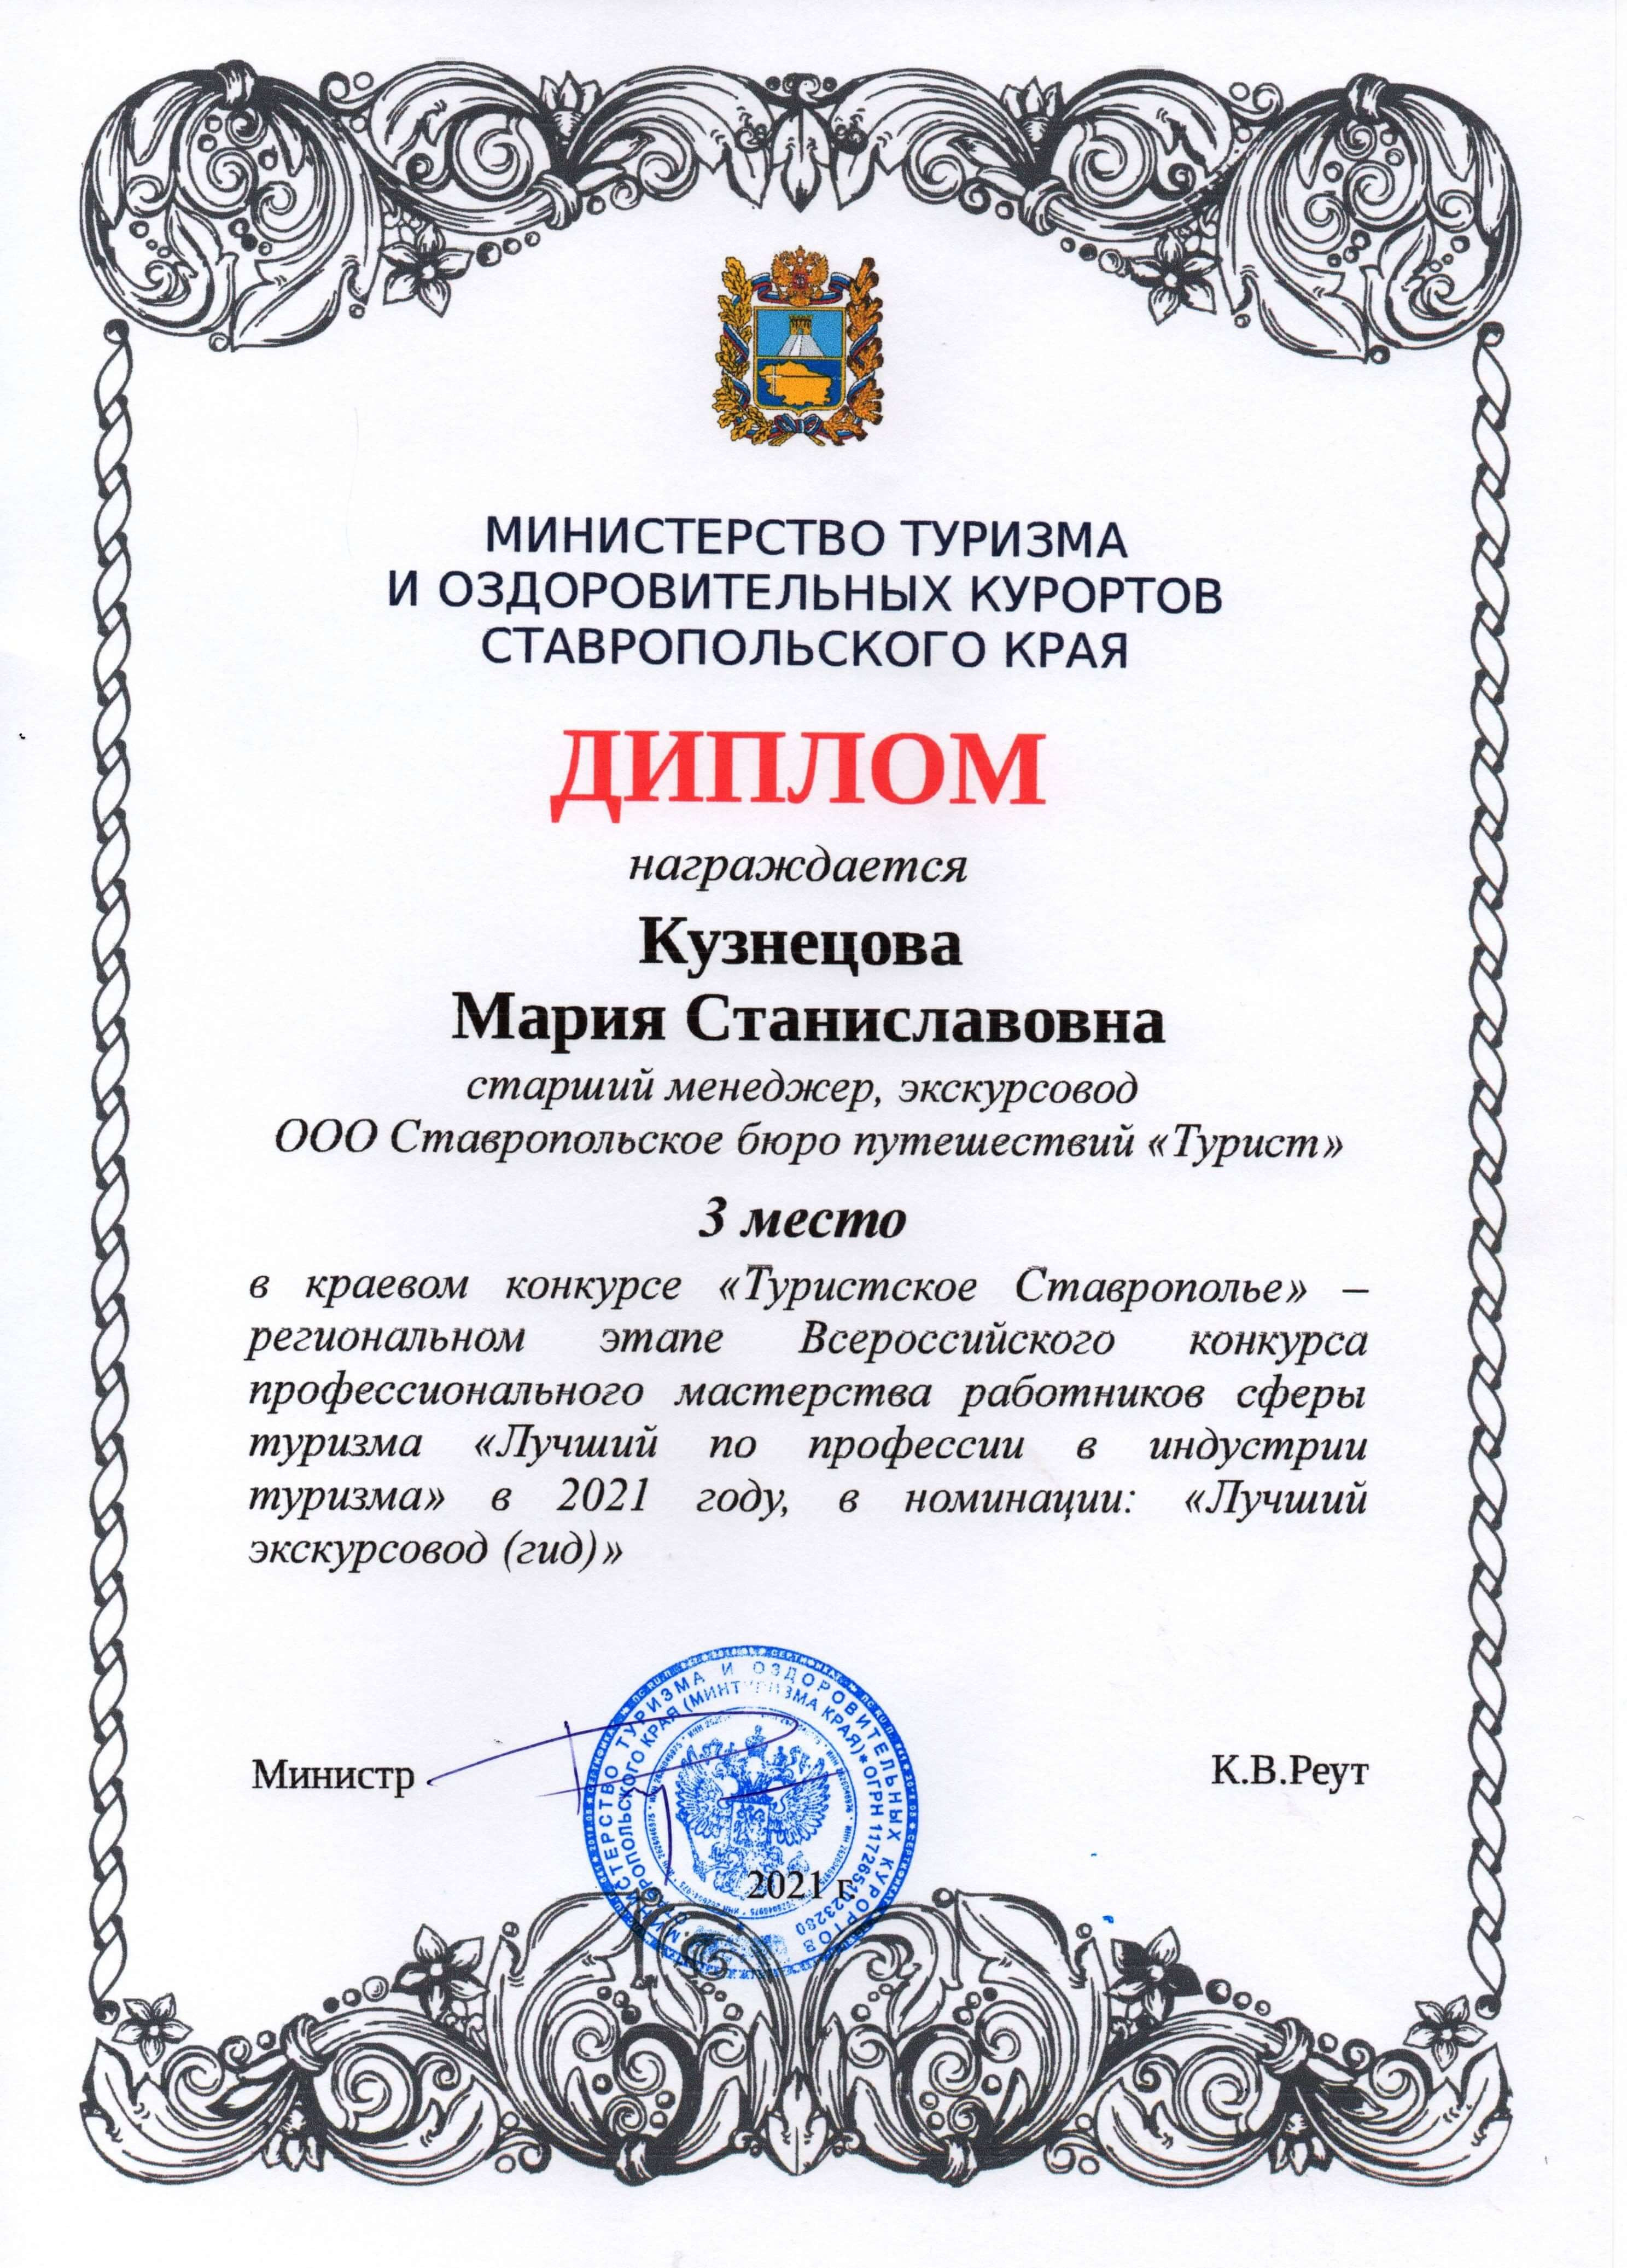 МИНИСТЕРСТВО ТУРИЗМА
И ОЗДОРОВИТЕЛЬНЫХ КУРОРТОВ
СТАВРОПОЛЬСКОГО КРАЯ
ДИПЛОМ
награждается
Кузнецова
Мария Станиславовна
старший менеджер, экскурсовод
ООО Ставропольское бюро путешествий «Турист»
3 место
в краевом конкурсе «Туристское Ставрополье» –
региональном этапе Всероссийского конкурса
профессионального мастерства работников сферы
туризма «Лучший по профессии в индустрии
туризма» в 2021 году, в номинации: «Лучший
экскурсовод (гид)»
Министр
К.В.Реут
МИНИСТЕРСТВО ТУРИЗМА И ОЗДОРОВИТЕЛЬНЫХ КУРОРТОВ
СТАВРОПОЛЬСКОГО КРАЯ (МИНТУРИЗМА КРАЯ)*ОГРН
2021 г.